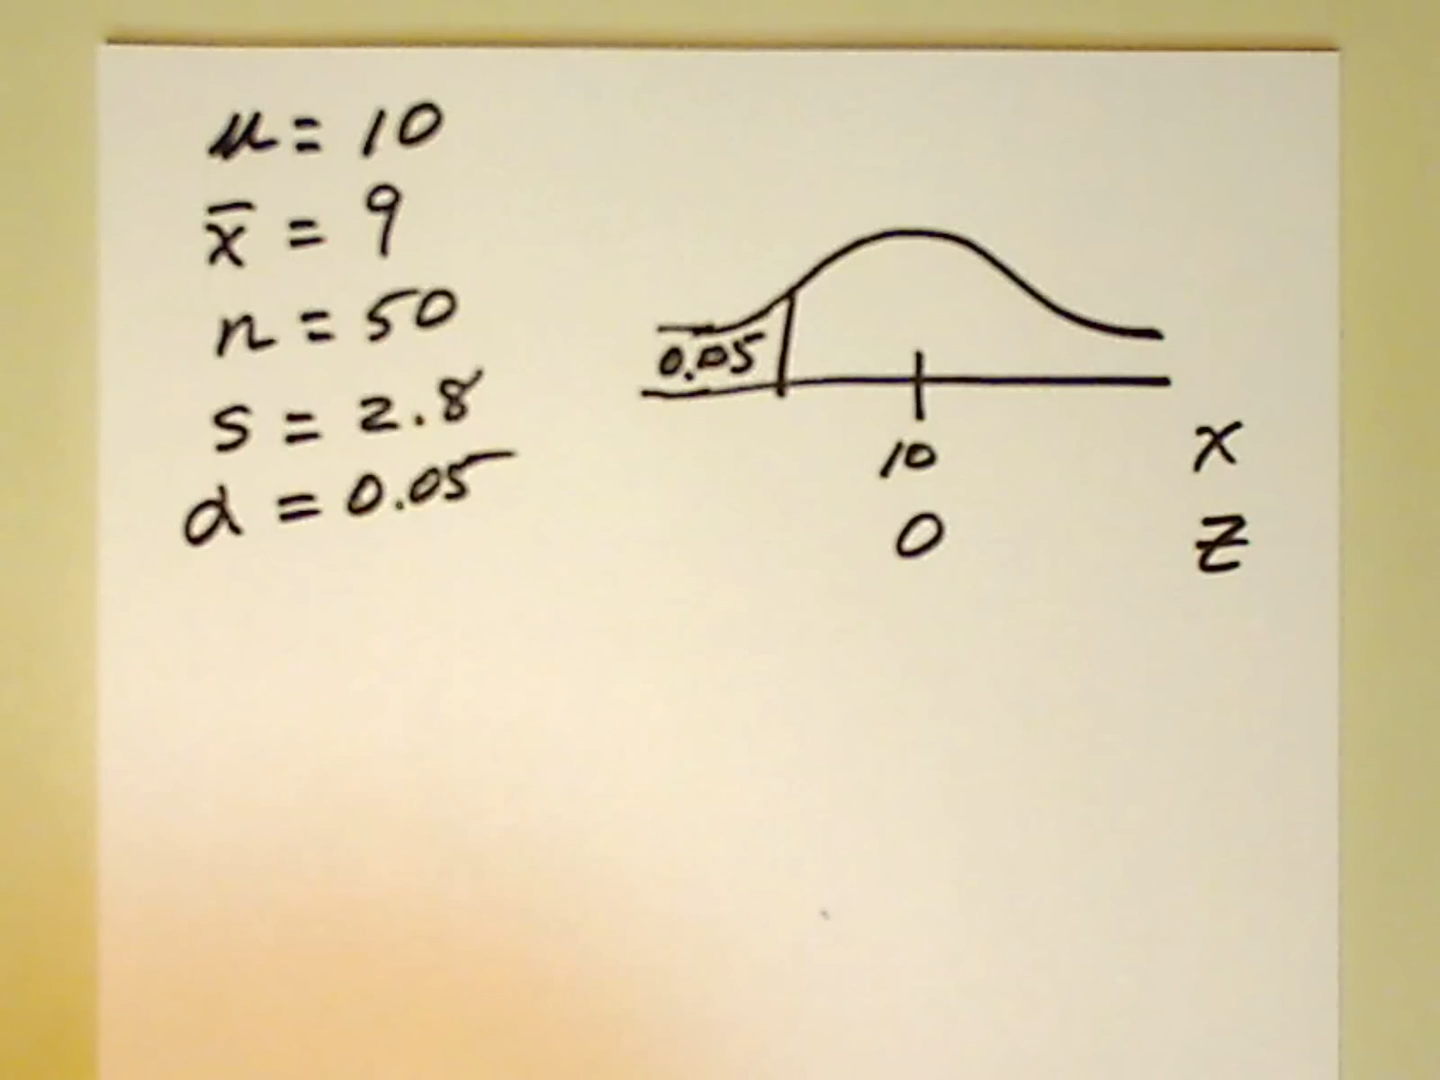 μ = 10
x̄ = 9
n = 50
s = 2.8
α = 0.05
0.05
10
x
0
z